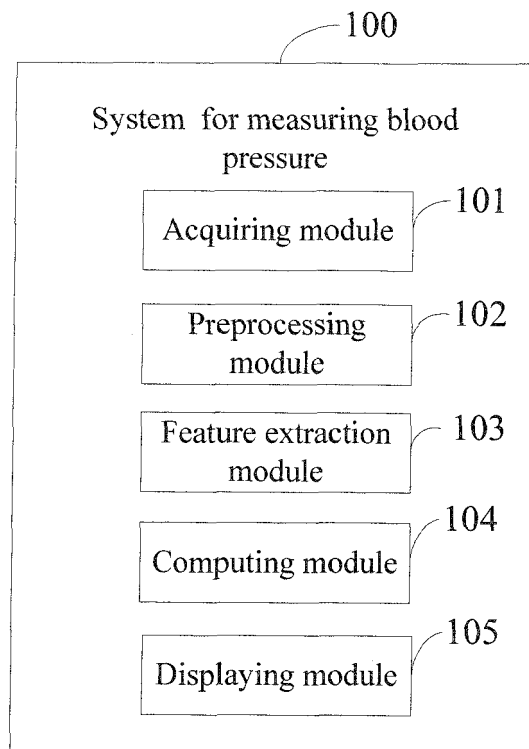 100
System for measuring blood
pressure
101
Acquiring module
102
Preprocessing
module
103
Feature extraction
module
104
Computing module
105
Displaying module